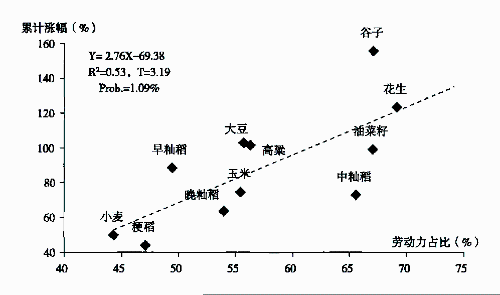 累计涨幅（%）
Y= 2.76X−69.38
R²=0.53，T=3.19
Prob.=1.09%
160
140
120
100
80
60
40
谷子
花生
油菜籽
大豆
高粱
早籼稻
玉米
中籼稻
晚籼稻
小麦
粳稻
劳动力占比（%）
40
45
50
55
60
65
70
75